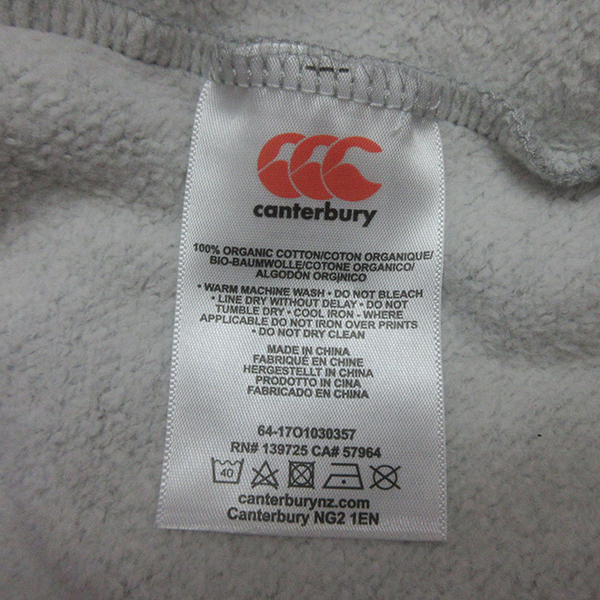 canterbury
100% ORGANIC COTTON/COTON ORGANIQUE/
BIO-BAUMWOLLE/COTONE ORGANICO/
ALGODÓN ORGINICO
• WARM MACHINE WASH • DO NOT BLEACH
• LINE DRY WITHOUT DELAY • DO NOT
TUMBLE DRY • COOL IRON - WHERE
APPLICABLE DO NOT IRON OVER PRINTS
• DO NOT DRY CLEAN
MADE IN CHINA
FABRIQUÉ EN CHINE
HERGESTELLT IN CHINA
PRODOTTO IN CINA
FABRICADO EN CHINA
64-17O1030357
RN# 139725 CA# 57964
40
canterburynz.com
Canterbury NG2 1EN